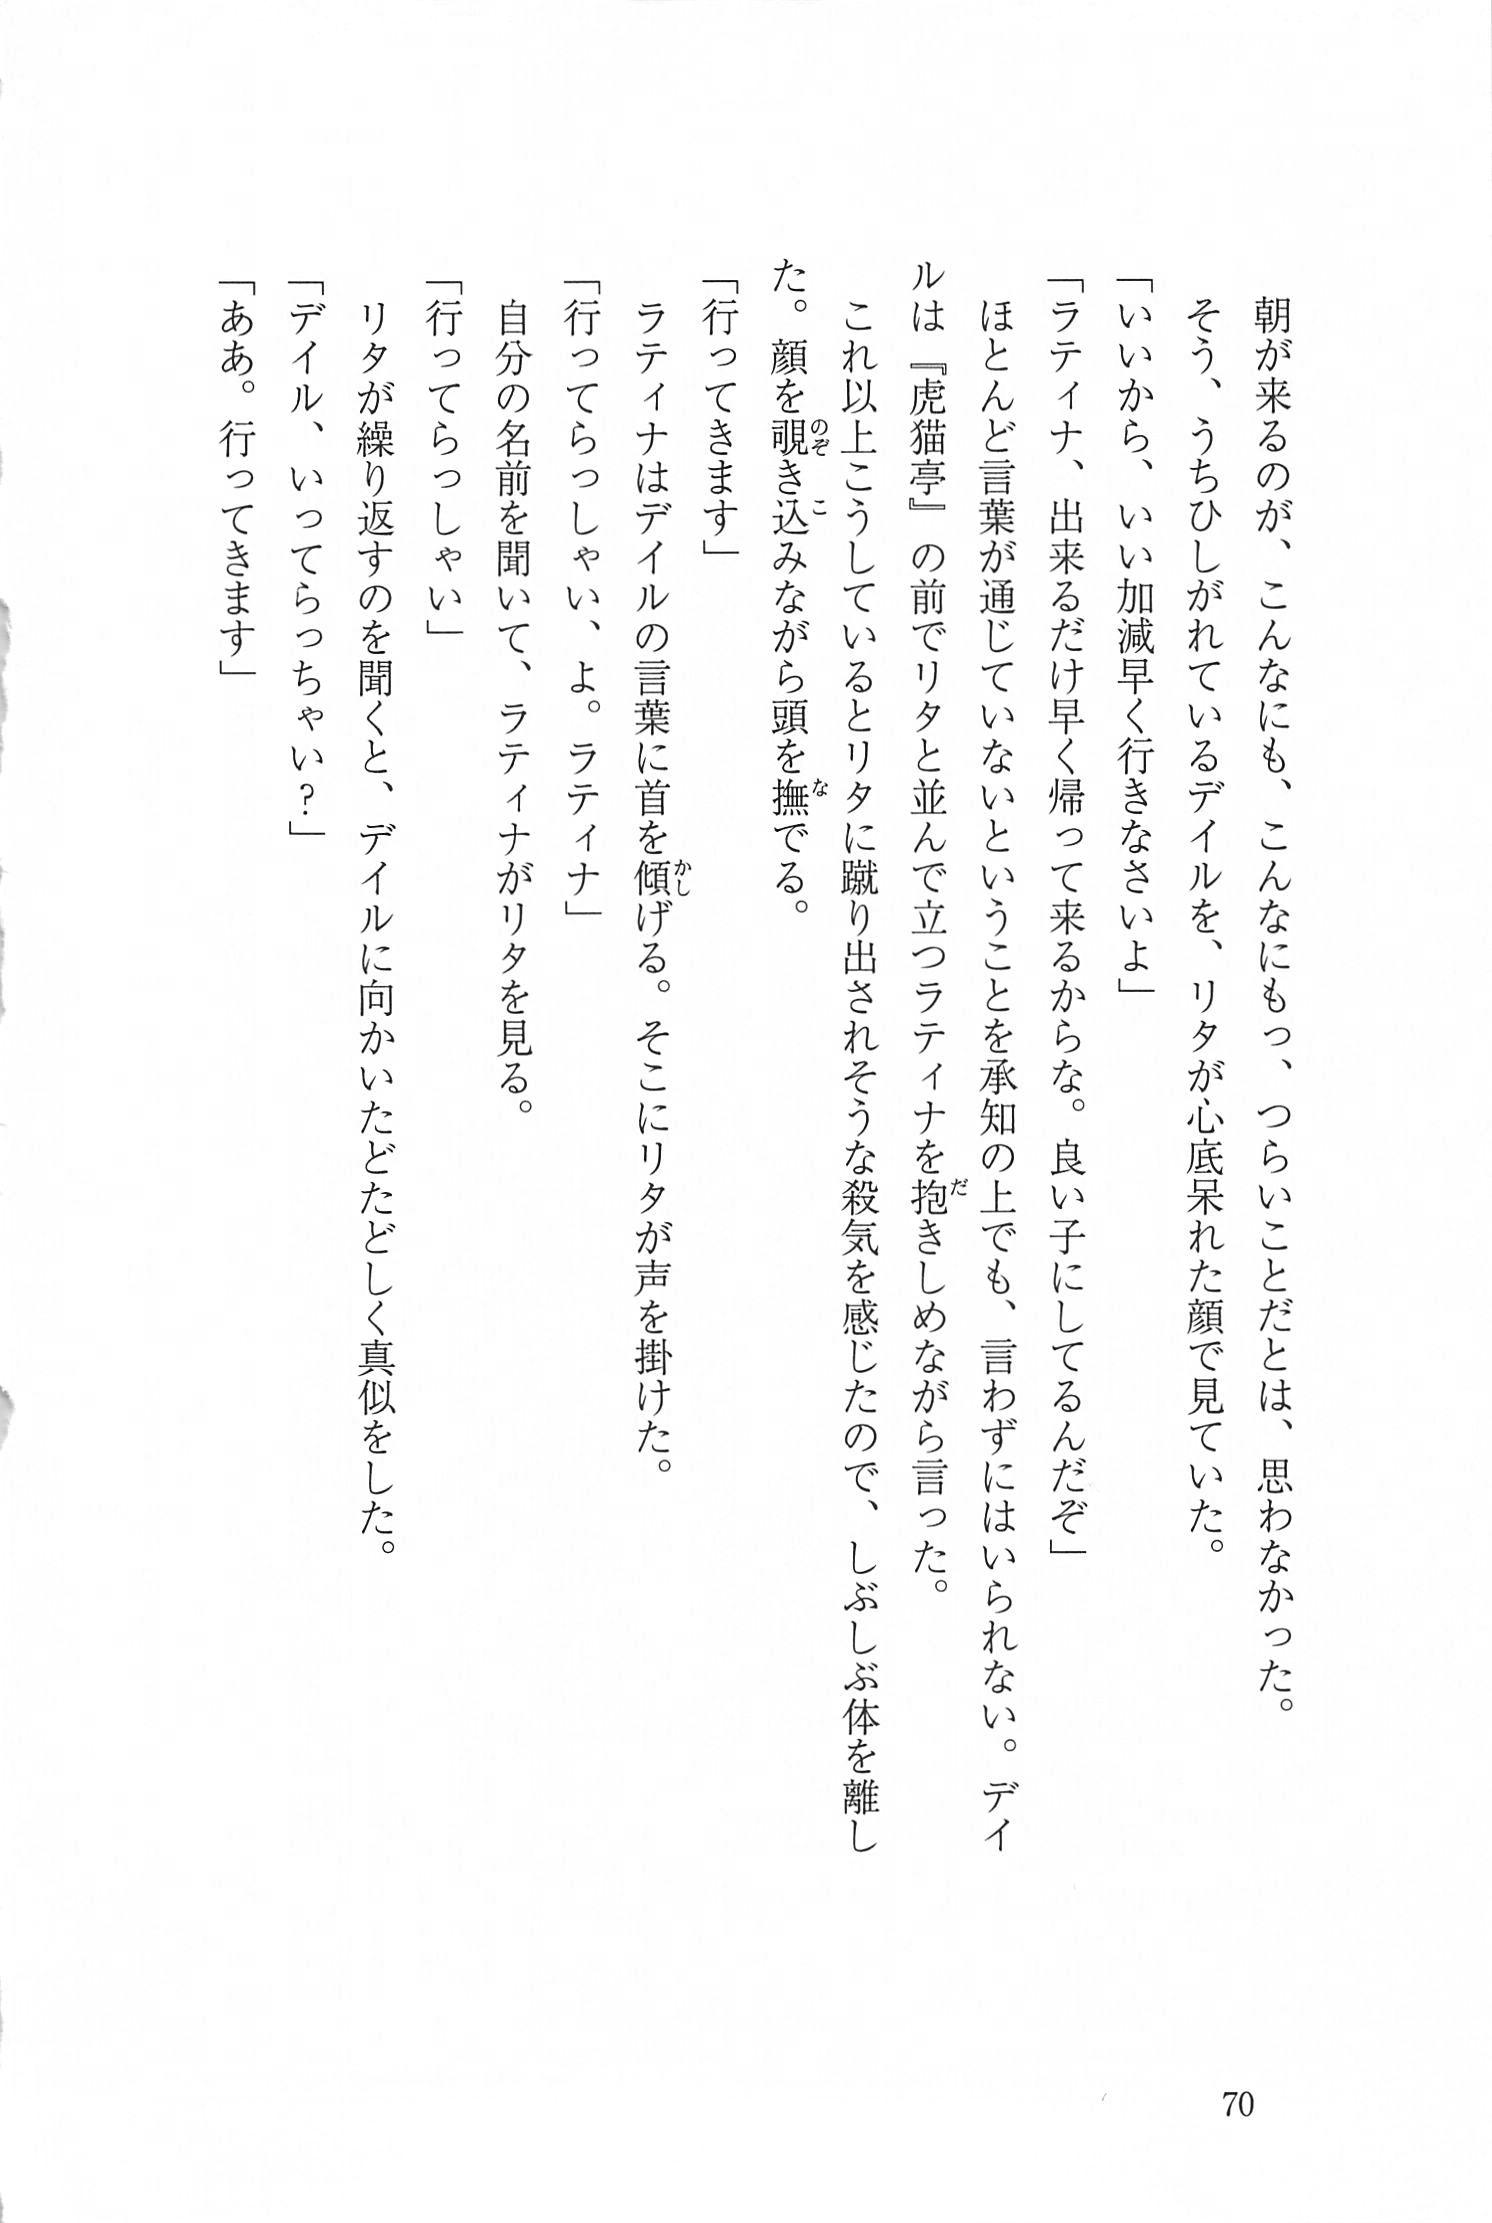 朝が来るのが、こんなにも、こんなにもっ、つらいことだとは、思わなかった。
そう、うちひしがれているデイルを、リタが心底呆れた顔で見ていた。
「いいから、いい加減早く行きなさいよ」
「ラティナ、出来るだけ早く帰って来るからな。良い子にしてるんだぞ」
ほとんど言葉が通じていないということを承知の上でも、言わずにはいられない。デイ
ルは『虎猫亭』の前でリタと並んで立つラティナを抱きしめながら言った。
これ以上こうしているとリタに蹴り出されそうな殺気を感じたので、しぶしぶ体を離し
た。顔を覗き込みながら頭を撫でる。
「行ってきます」
ラティナはデイルの言葉に首を傾げる。そこにリタが声を掛けた。
「行ってらっしゃい、よ。ラティナ」
自分の名前を聞いて、ラティナがリタを見る。
「行ってらっしゃい」
リタが繰り返すのを聞くと、デイルに向かいたどたどしく真似をした。
「デイル、いってらっちゃい?」
「ああ。行ってきます」
70